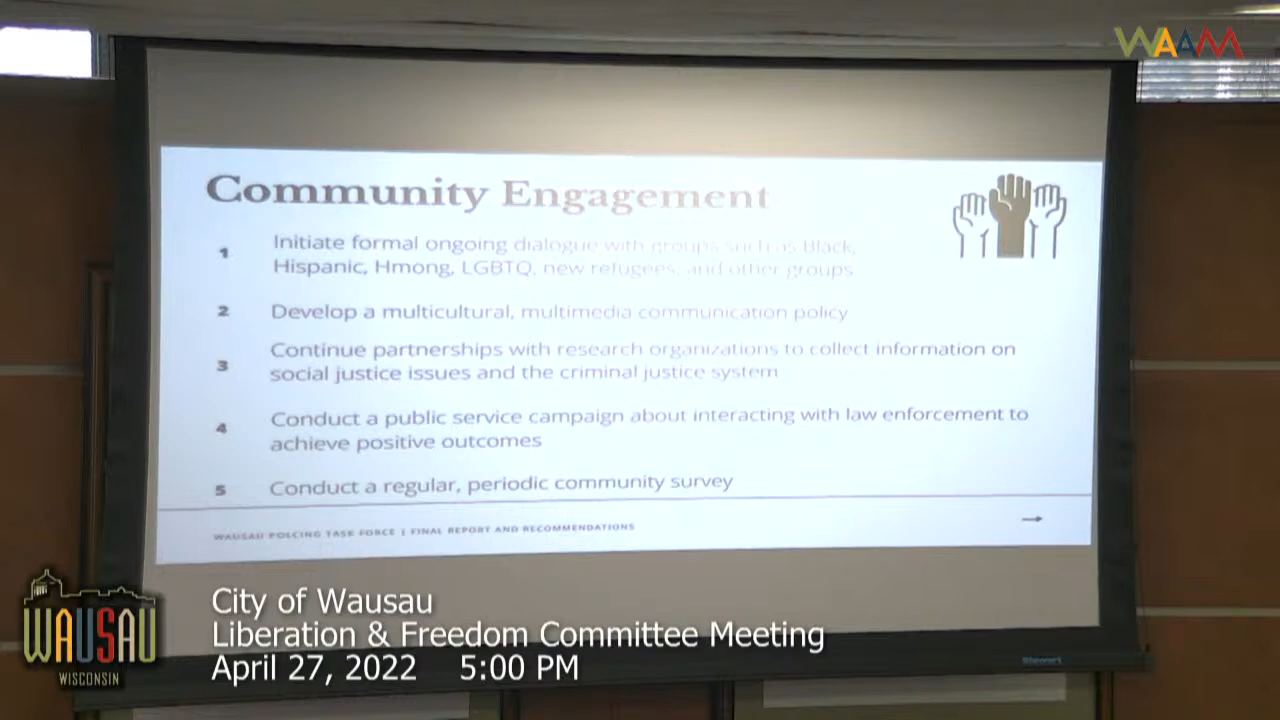 WAAM
Community Engagement
1
Initiate formal ongoing dialogue with groups such as Black,
Hispanic, Hmong, LGBTQ, new refugees, and other groups
2
Develop a multicultural, multimedia communication policy
3
Continue partnerships with research organizations to collect information on
social justice issues and the criminal justice system
4
Conduct a public service campaign about interacting with law enforcement to
achieve positive outcomes
5
Conduct a regular, periodic community survey
WAUSAU POLCING TASK FORCE | FINAL REPORT AND RECOMMENDATIONS
WAUSAU
WISCONSIN
City of Wausau
Liberation & Freedom Committee Meeting
April 27, 2022 5:00 PM